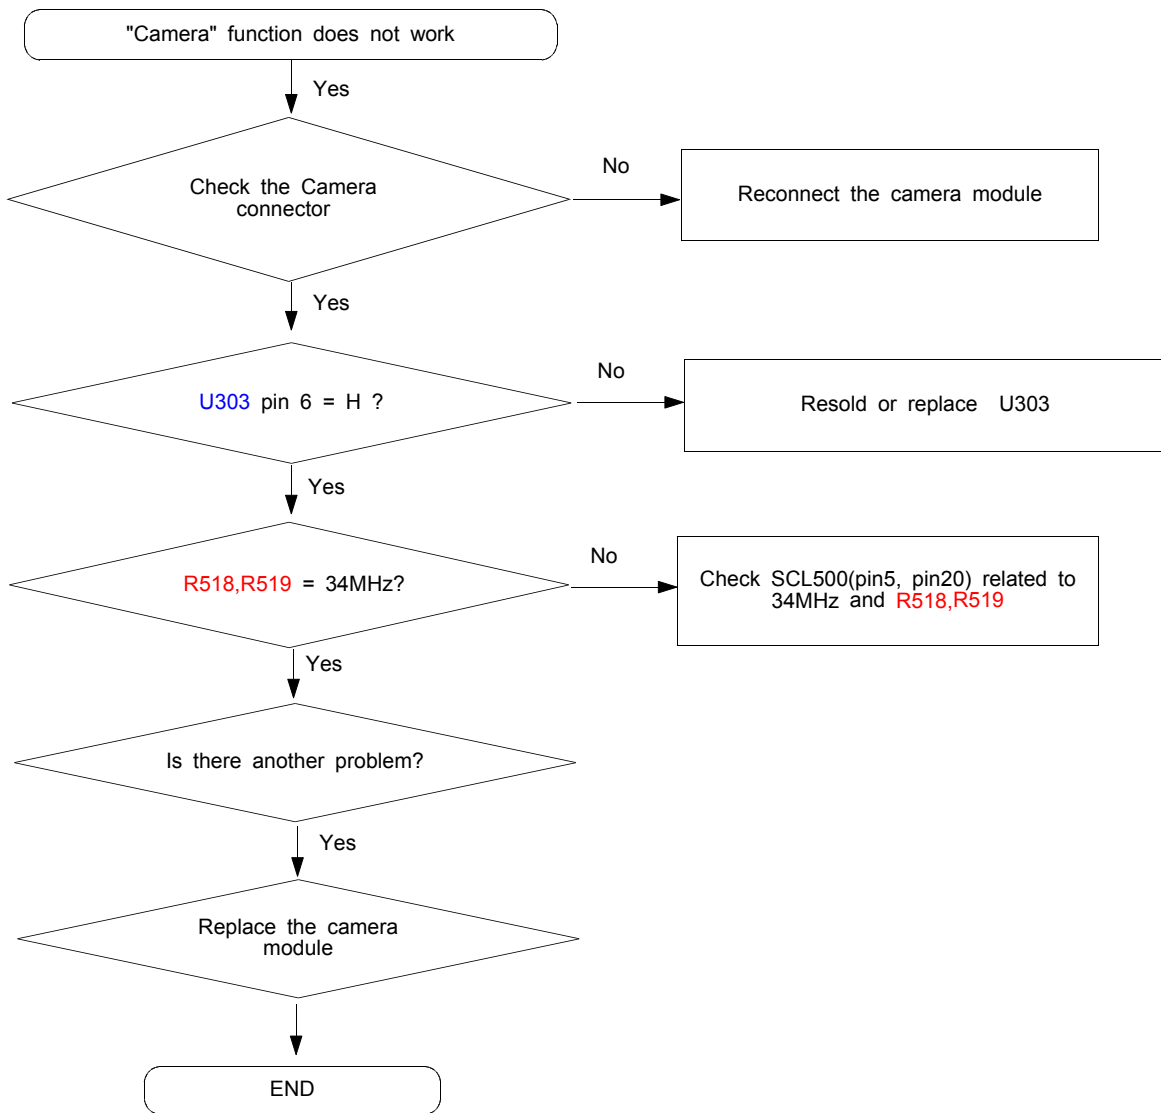 "Camera" function does not work
Yes
Check the Camera
connector
No
Reconnect the camera module
Yes
U303 pin 6 = H ?
No
Resold or replace U303
Yes
R518,R519 = 34MHz?
No
Check SCL500(pin5, pin20) related to
34MHz and R518,R519
Yes
Is there another problem?
Yes
Replace the camera
module
END